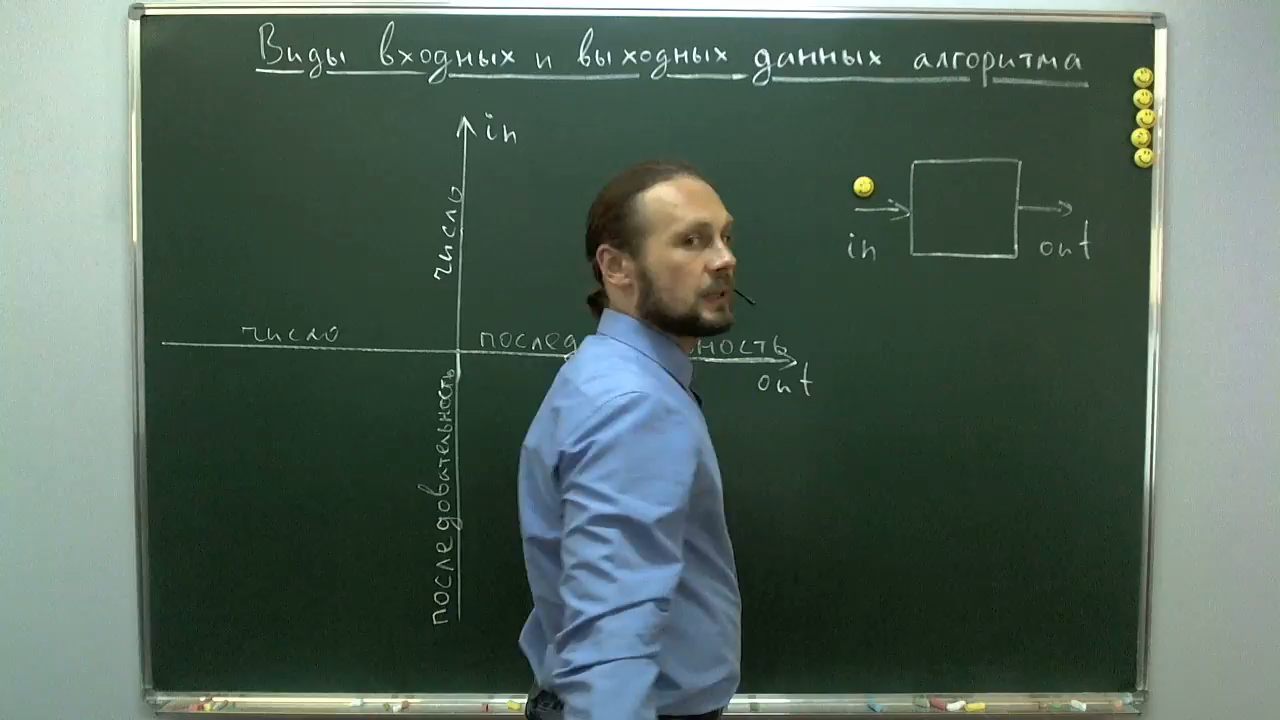 Виды входных и выходных данных алгоритма
in
число
in
out
число
out
последовательность